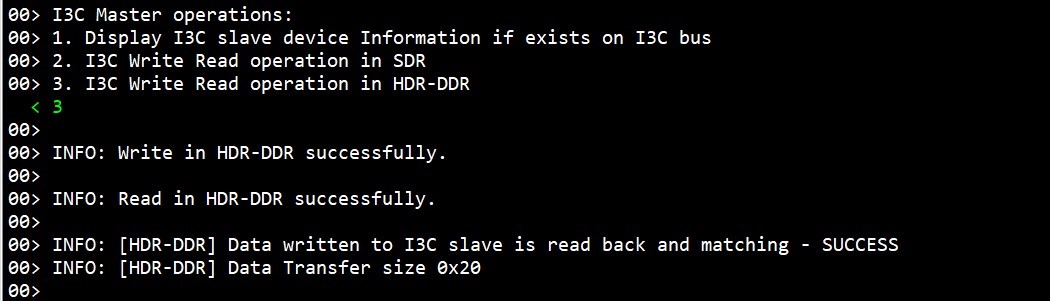 00> I3C Master operations:
00> 1. Display I3C slave device Information if exists on I3C bus
00> 2. I3C Write Read operation in SDR
00> 3. I3C Write Read operation in HDR-DDR
< 3
00>
00> INFO: Write in HDR-DDR successfully.
00>
00> INFO: Read in HDR-DDR successfully.
00>
00> INFO: [HDR-DDR] Data written to I3C slave is read back and matching - SUCCESS
00> INFO: [HDR-DDR] Data Transfer size 0x20
00>